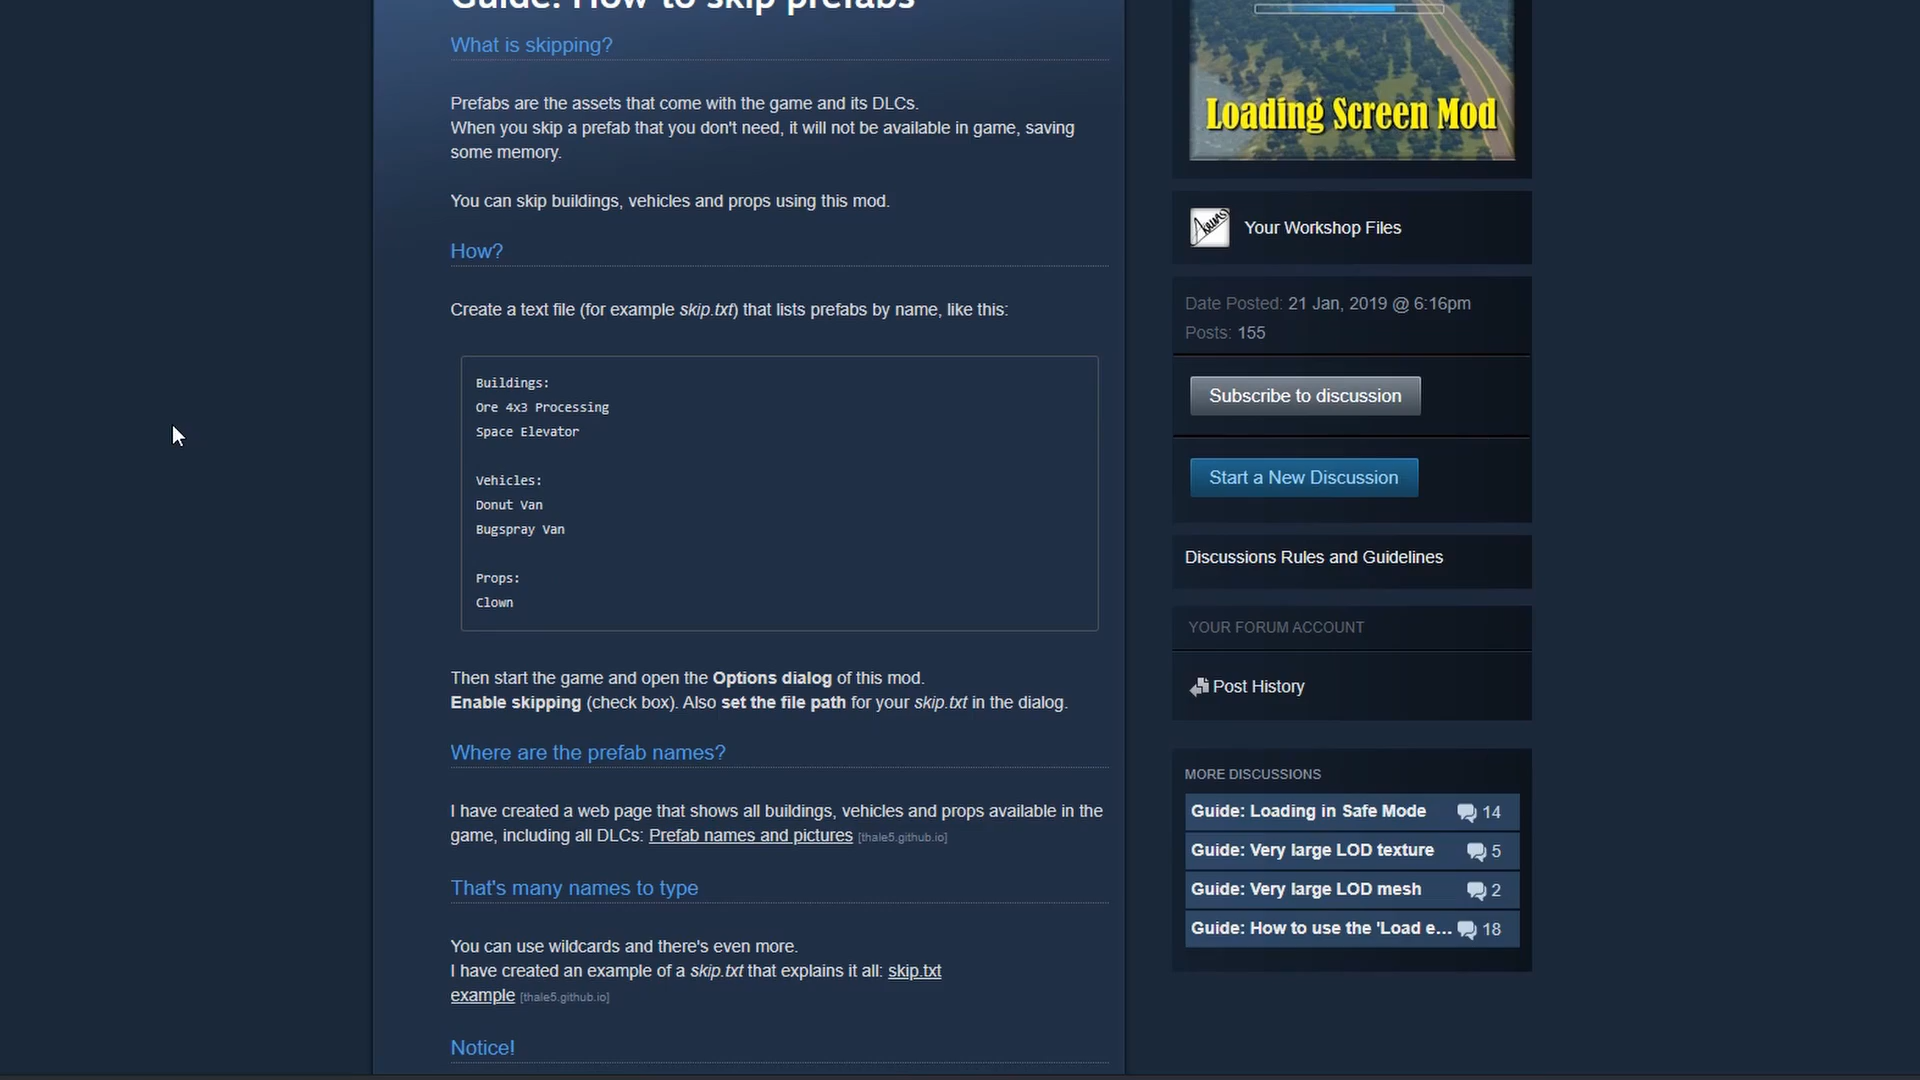 Guide: How to skip prefabs
What is skipping?
Prefabs are the assets that come with the game and its DLCs.
When you skip a prefab that you don't need, it will not be available in game, saving
some memory.
You can skip buildings, vehicles and props using this mod.
How?
Create a text file (for example skip.txt) that lists prefabs by name, like this:
Buildings:
Ore 4x3 Processing
Space Elevator
Vehicles:
Donut Van
Bugspray Van
Props:
Clown
Then start the game and open the Options dialog of this mod.
Enable skipping (check box). Also set the file path for your skip.txt in the dialog.
Where are the prefab names?
I have created a web page that shows all buildings, vehicles and props available in the
game, including all DLCs: Prefab names and pictures [thale5.github.io]
That's many names to type
You can use wildcards and there's even more.
I have created an example of a skip.txt that explains it all: skip.txt
example [thale5.github.io]
Notice!
Loading Screen Mod
Your Workshop Files
Date Posted: 21 Jan, 2019 @ 6:16pm
Posts: 155
Subscribe to discussion
Start a New Discussion
Discussions Rules and Guidelines
YOUR FORUM ACCOUNT
Post History
MORE DISCUSSIONS
Guide: Loading in Safe Mode 14
Guide: Very large LOD texture 5
Guide: Very large LOD mesh 2
Guide: How to use the 'Load e... 18